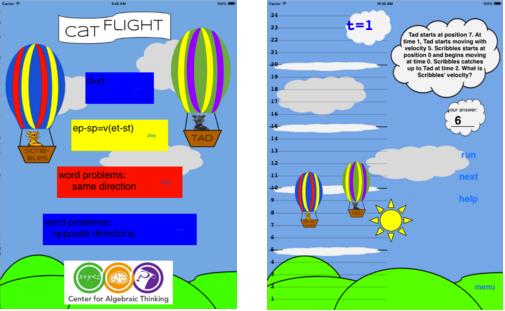 CAT FLIGHT
ep-sp=v(et-st)
play
word problems:
same direction
word problems:
opposite directions
SCRIB-
BLES
TAD
x+y<z
Center for Algebraic Thinking
24
23
22
21
20
19
18
17
16
15
14
13
12
11
10
9
8
7
6
5
4
3
2
1
t=1
Tad starts at position 7. At
time 1, Tad starts moving with
velocity 5. Scribbles starts at
position 0 and begins moving
at time 0. Scribbles catches
up to Tad at time 2. What is
Scribbles' velocity?
your answer:
6
run
next
help
menu